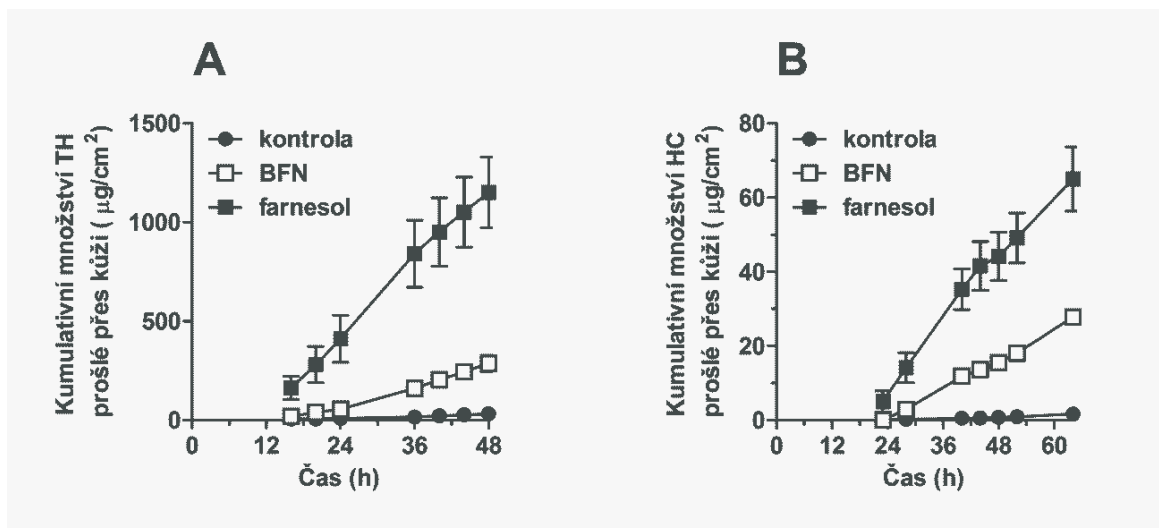 A
Kumulativní množství TH
prošlé přes kůži ( µg/cm²)
1500
1000
500
0
kontrola
BFN
farnesol
0 12 24 36 48
Čas (h)
B
Kumulativní množství HC
prošlé přes kůži ( µg/cm²)
80
60
40
20
0
kontrola
BFN
farnesol
0 12 24 36 48 60
Čas (h)